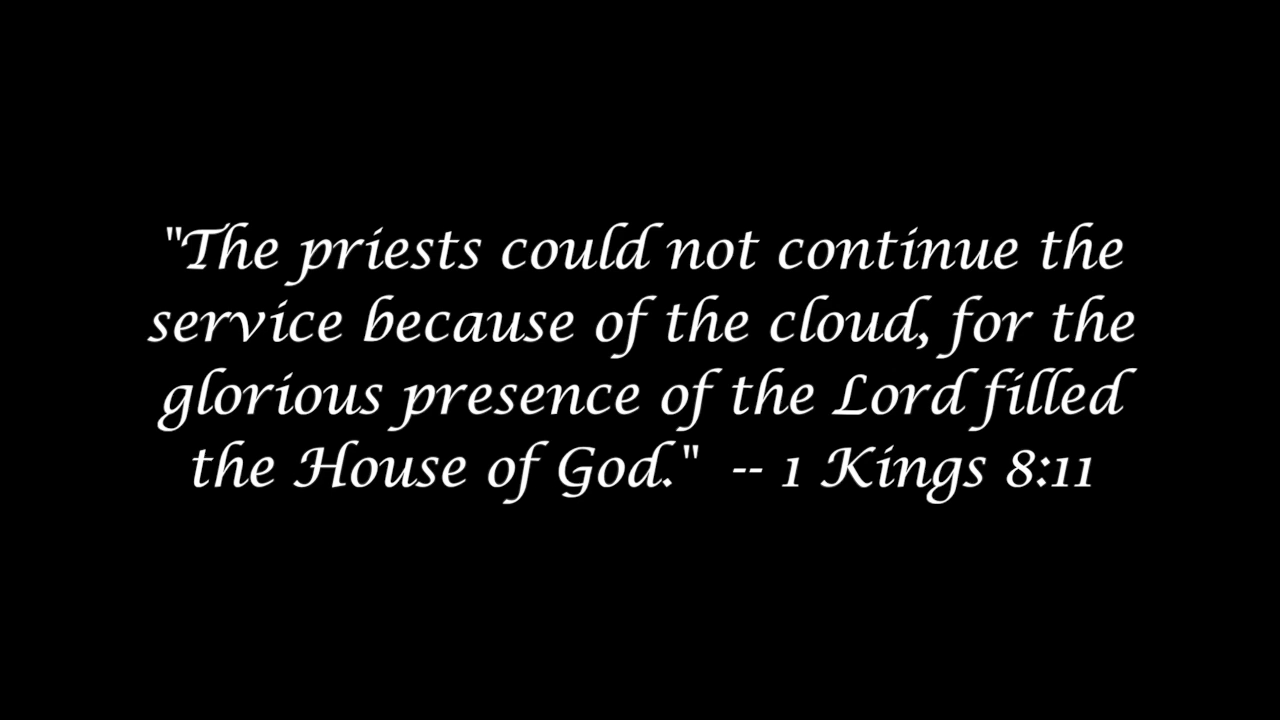 "The priests could not continue the
service because of the cloud, for the
glorious presence of the Lord filled
the House of God."  -- 1 Kings 8:11